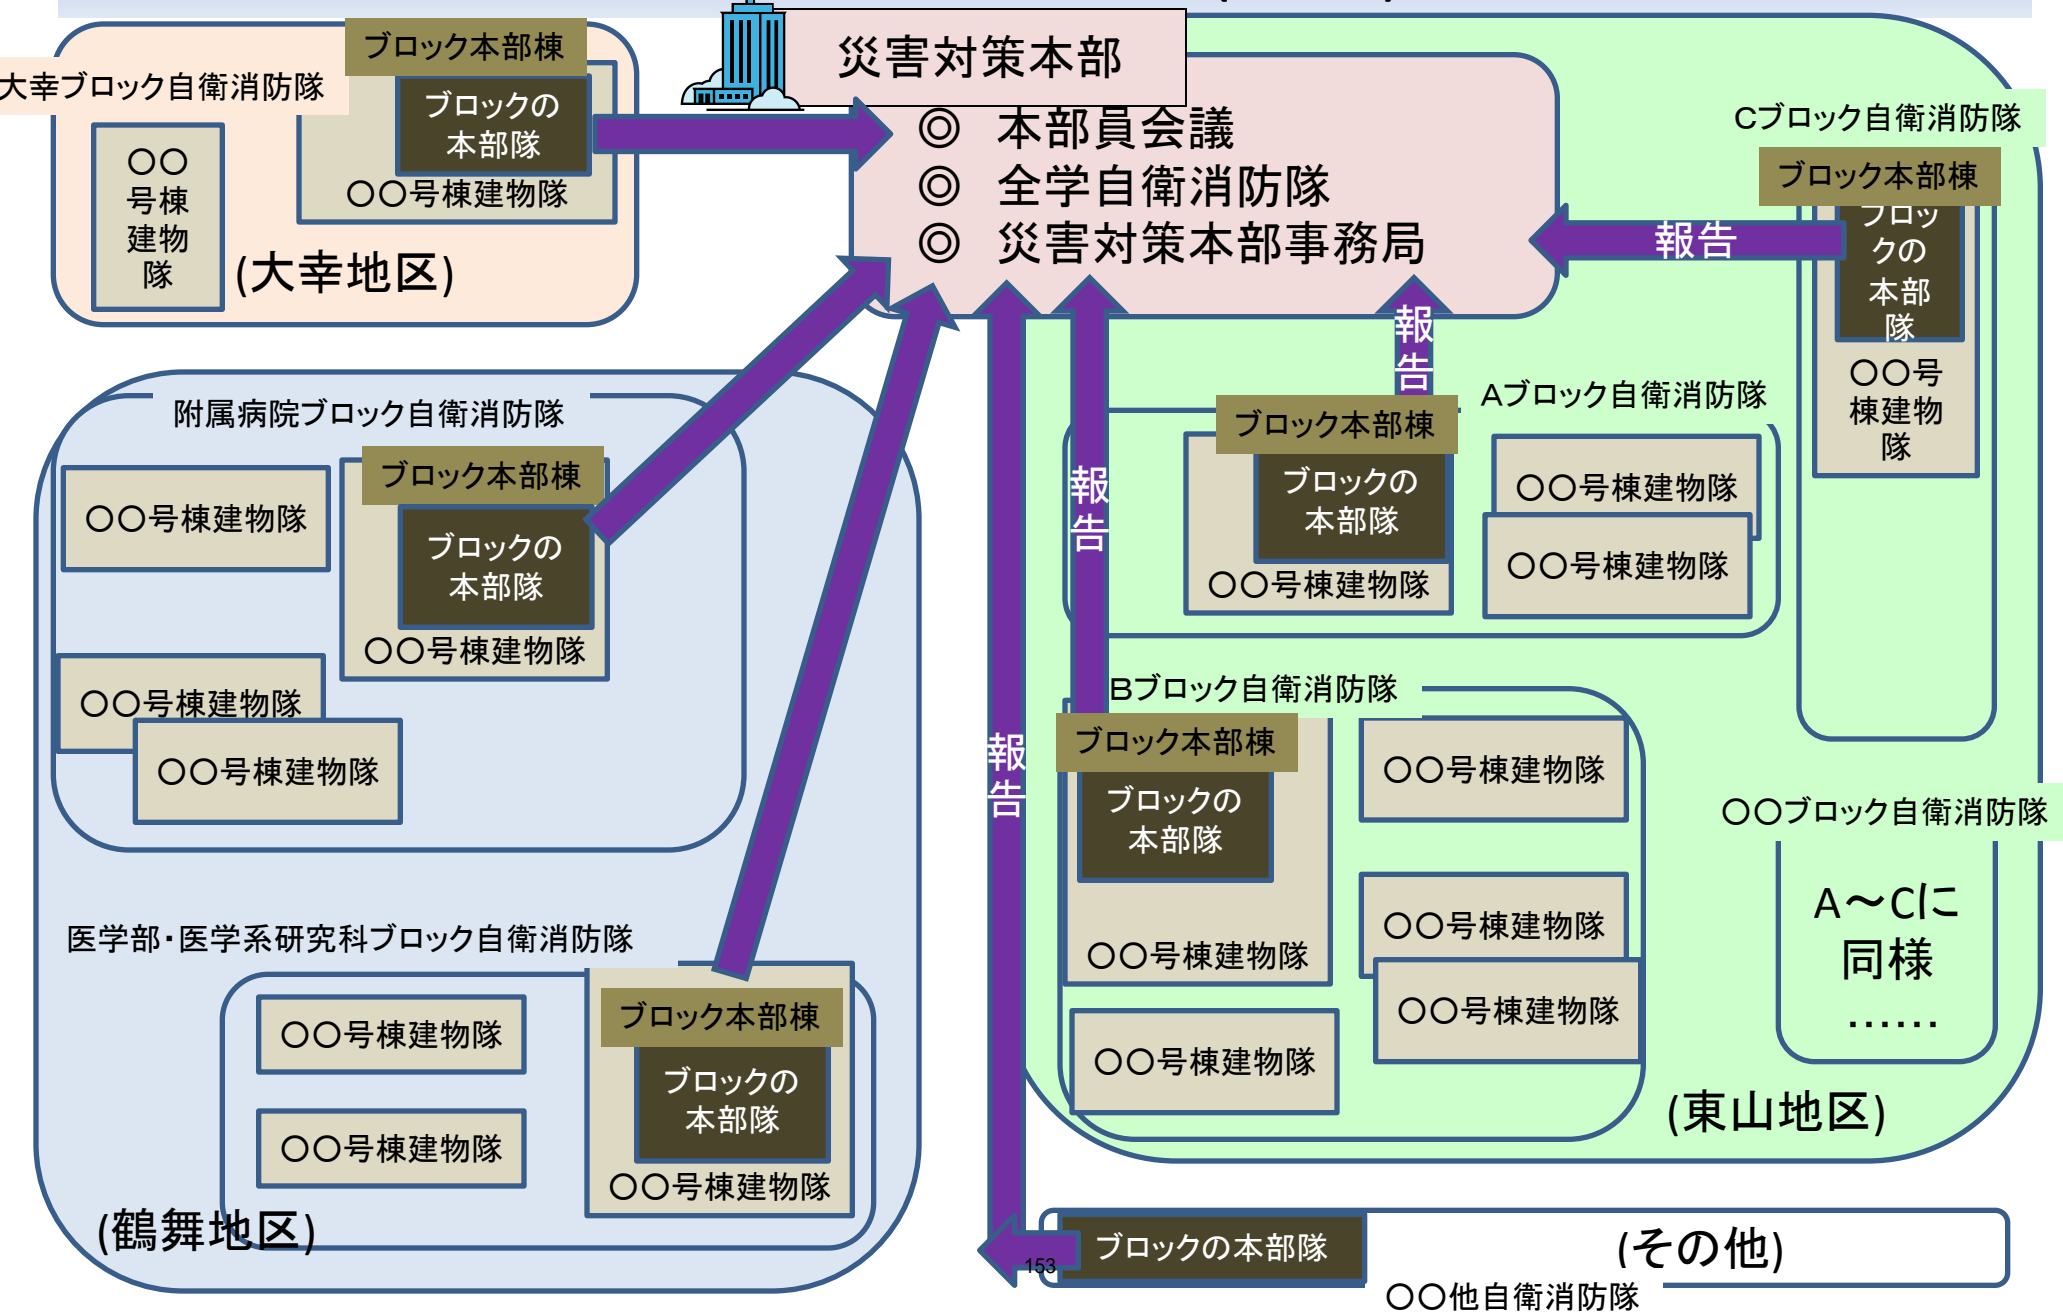 災害対策本部
◎ 本部員会議
◎ 全学自衛消防隊
◎ 災害対策本部事務局
大幸ブロック自衛消防隊
ブロック本部棟
ブロックの
本部隊
〇〇号棟建物隊
〇〇
号棟
建物
隊
(大幸地区)
附属病院ブロック自衛消防隊
ブロック本部棟
ブロックの
本部隊
〇〇号棟建物隊
〇〇号棟建物隊
〇〇号棟建物隊
〇〇号棟建物隊
医学部・医学系研究科ブロック自衛消防隊
ブロック本部棟
ブロックの
本部隊
〇〇号棟建物隊
〇〇号棟建物隊
〇〇号棟建物隊
(鶴舞地区)
Cブロック自衛消防隊
ブロック本部棟
ブロッ
クの
本部
隊
〇〇号
棟建物
隊
報告
報
告
Aブロック自衛消防隊
ブロック本部棟
ブロックの
本部隊
〇〇号棟建物隊
〇〇号棟建物隊
〇〇号棟建物隊
報
告
Bブロック自衛消防隊
ブロック本部棟
ブロックの
本部隊
〇〇号棟建物隊
〇〇号棟建物隊
〇〇号棟建物隊
〇〇号棟建物隊
〇〇号棟建物隊
〇〇ブロック自衛消防隊
A～Cに
同様
……
(東山地区)
報
告
ブロックの本部隊
(その他)
〇〇他自衛消防隊
153